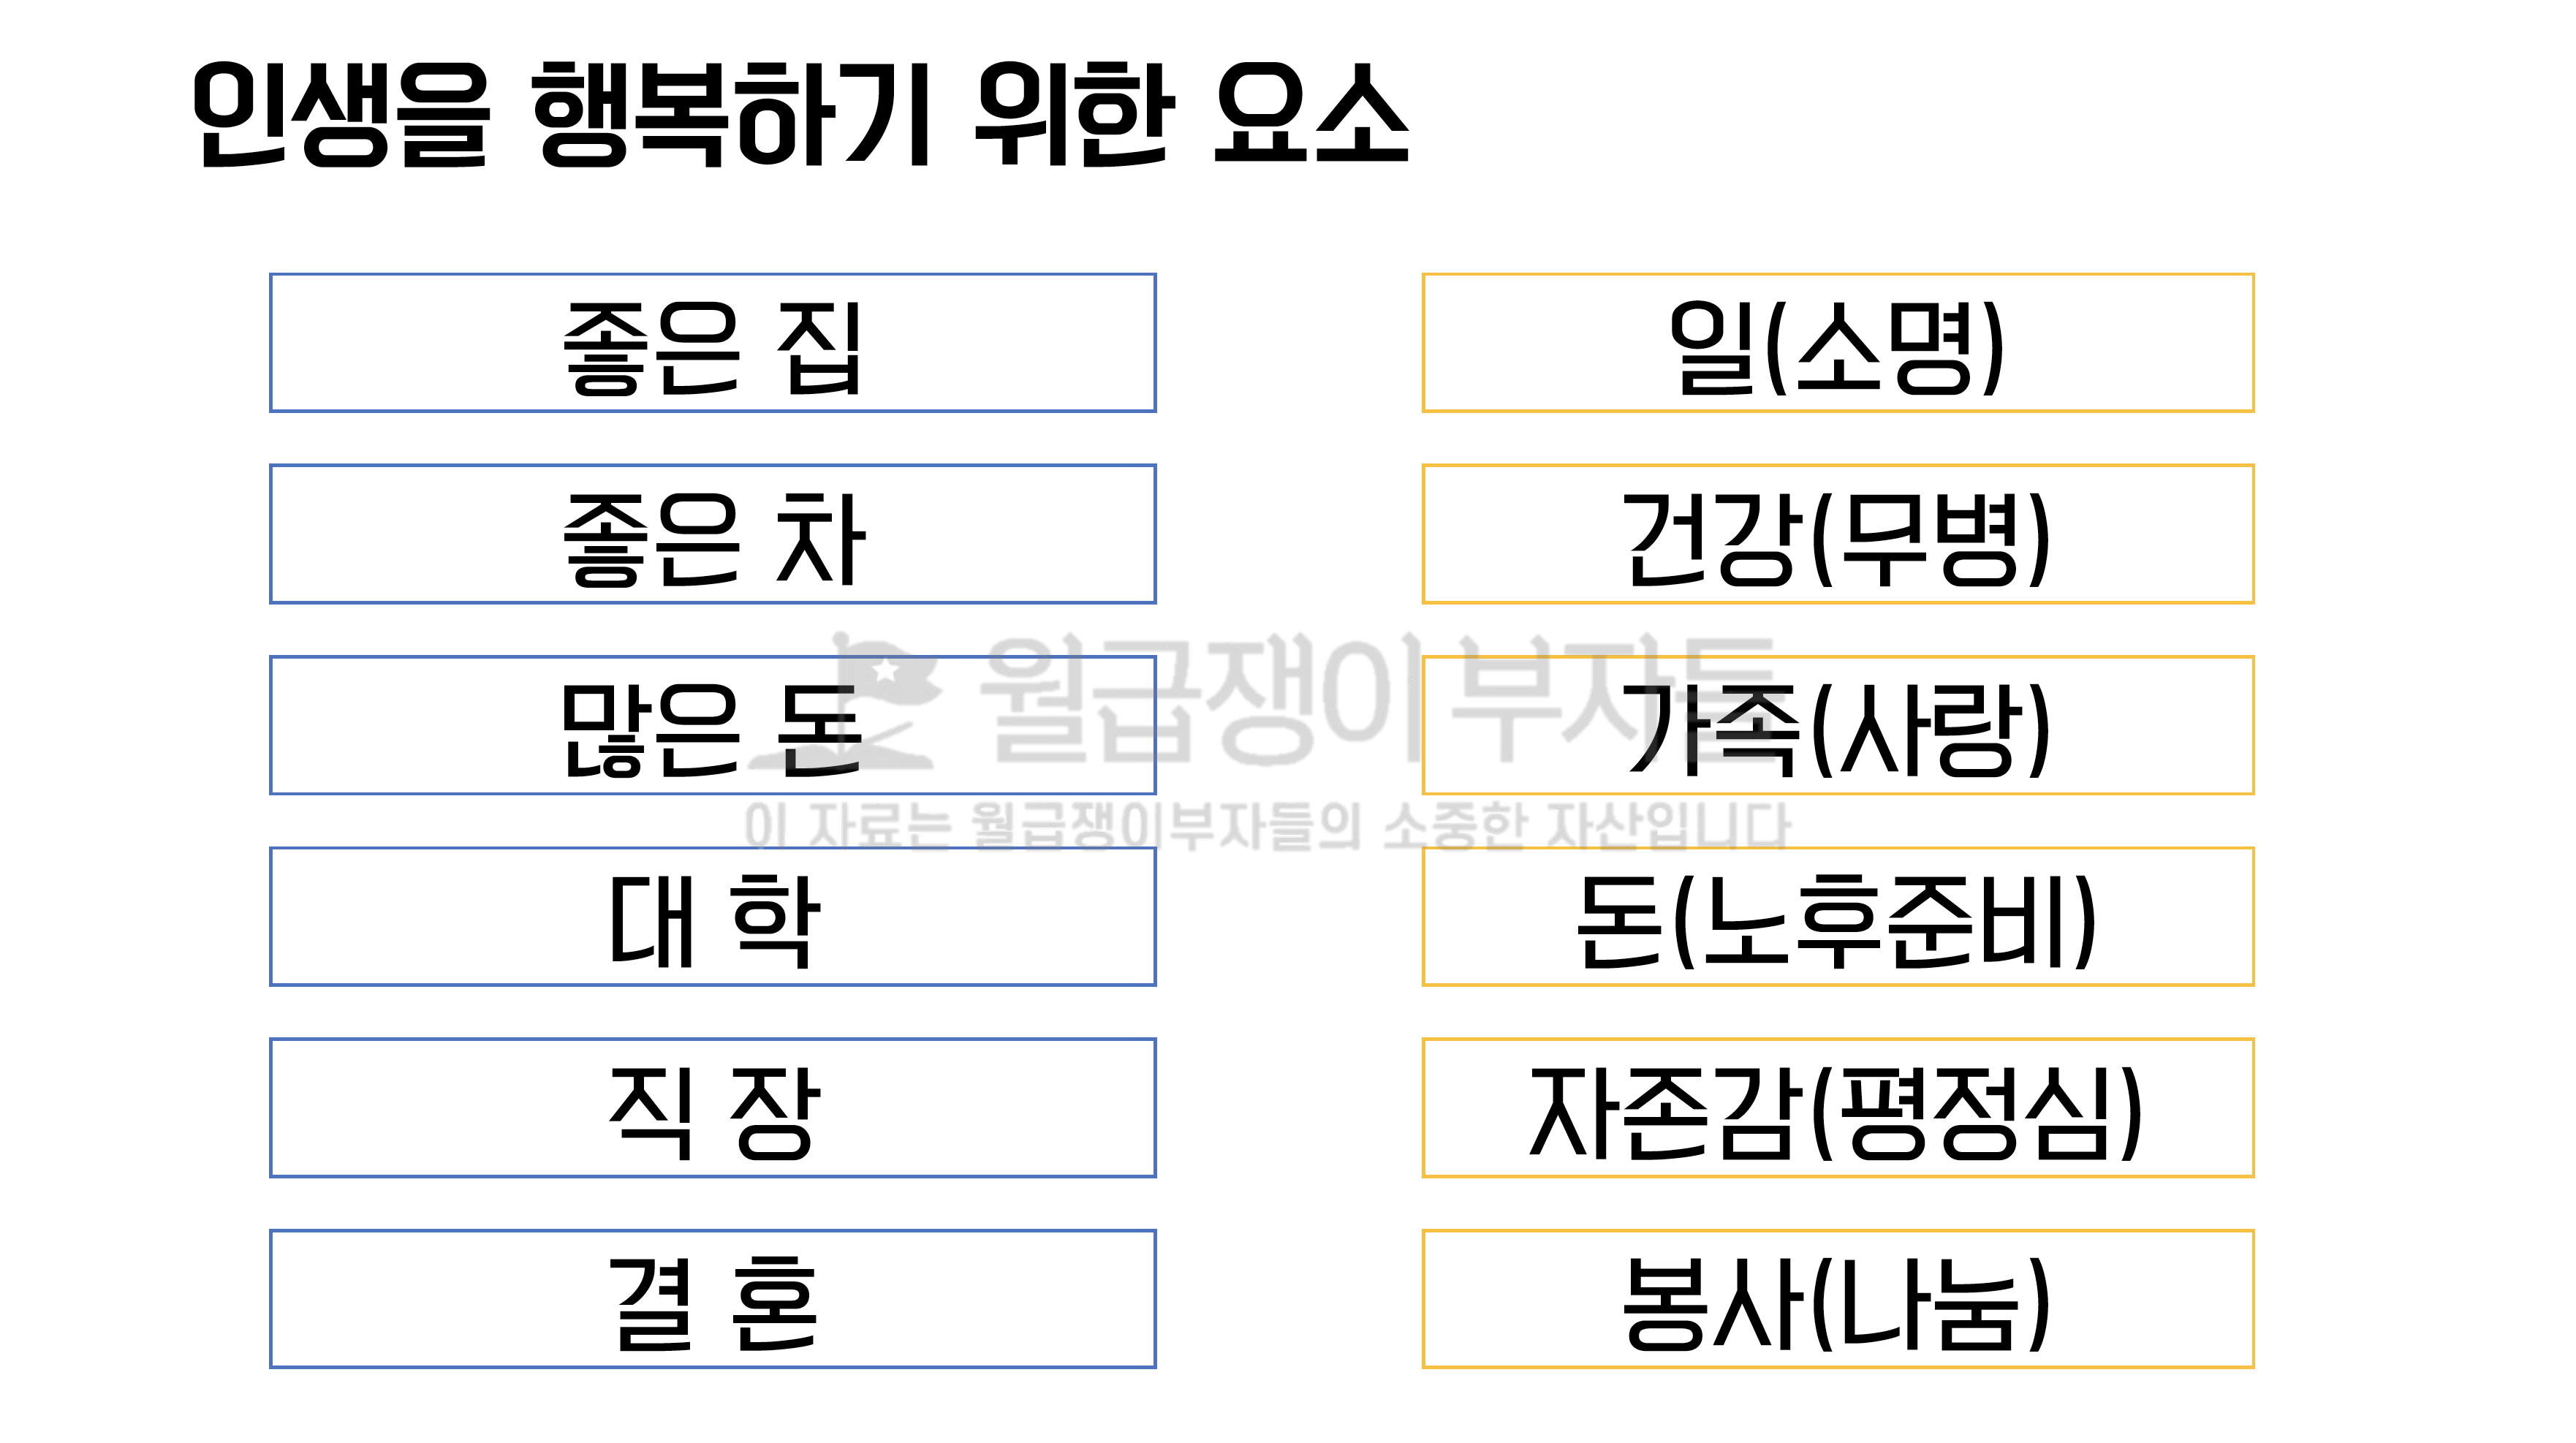 인생을 행복하기 위한 요소
좋은 집
좋은 차
많은 돈
대 학
직 장
결 혼
일(소명)
건강(무병)
가족(사랑)
돈(노후준비)
자존감(평정심)
봉사(나눔)
월급쟁이 부자들
이 자료는 월급쟁이부자들의 소중한 자산입니다